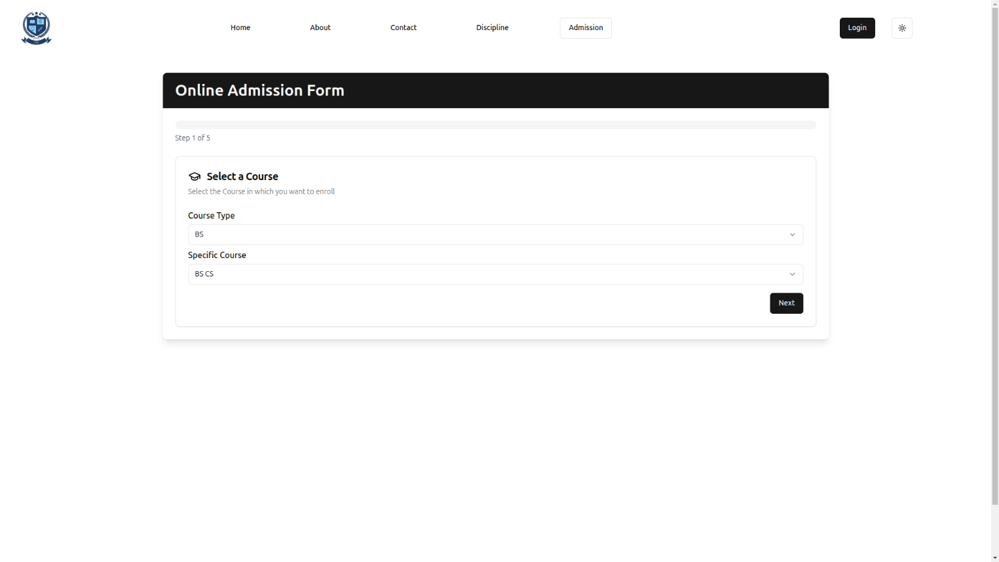 Home About Contact Discipline Admission Login
Online Admission Form
Step 1 of 5
Select a Course
Select the Course in which you want to enroll
Course Type
BS
Specific Course
BS CS
Next